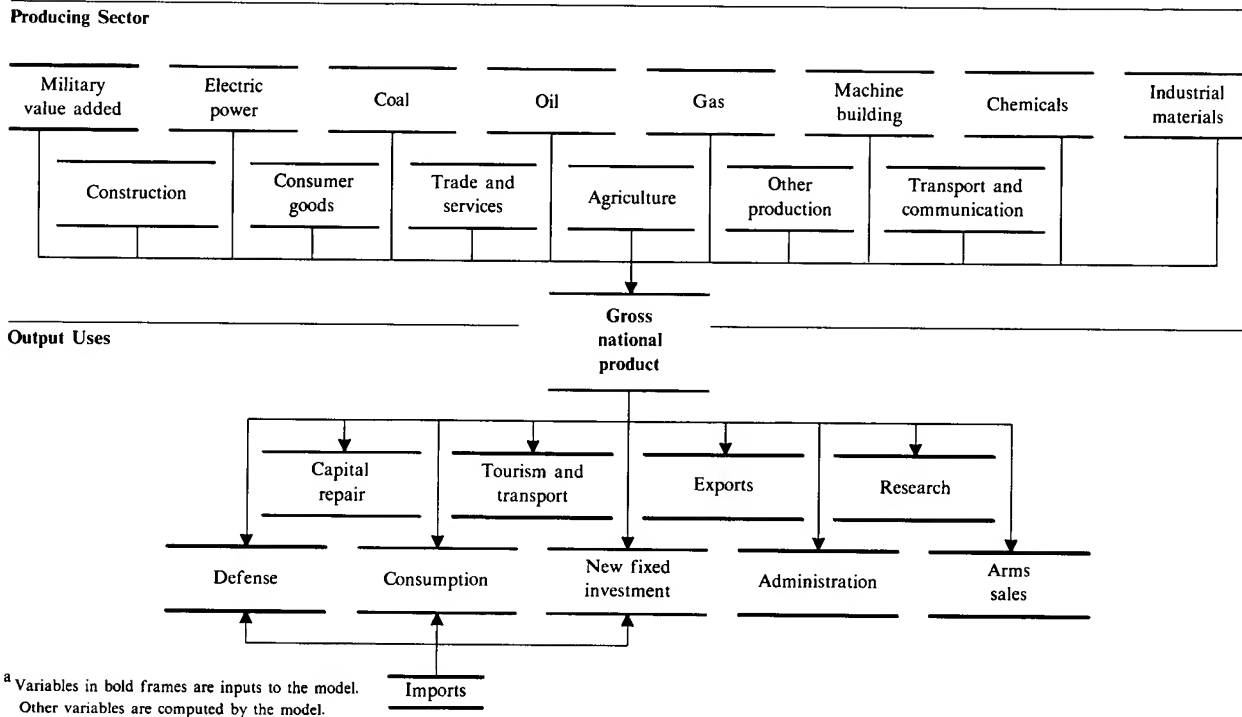 Producing Sector
Military
value added
Electric
power
Coal
Oil
Gas
Machine
building
Chemicals
Industrial
materials
Construction
Consumer
goods
Trade and
services
Agriculture
Other
production
Transport and
communication
Gross
national
product
Output Uses
Capital
repair
Tourism and
transport
Exports
Research
Defense
Consumption
New fixed
investment
Administration
Arms
sales
Imports
a Variables in bold frames are inputs to the model.
Other variables are computed by the model.